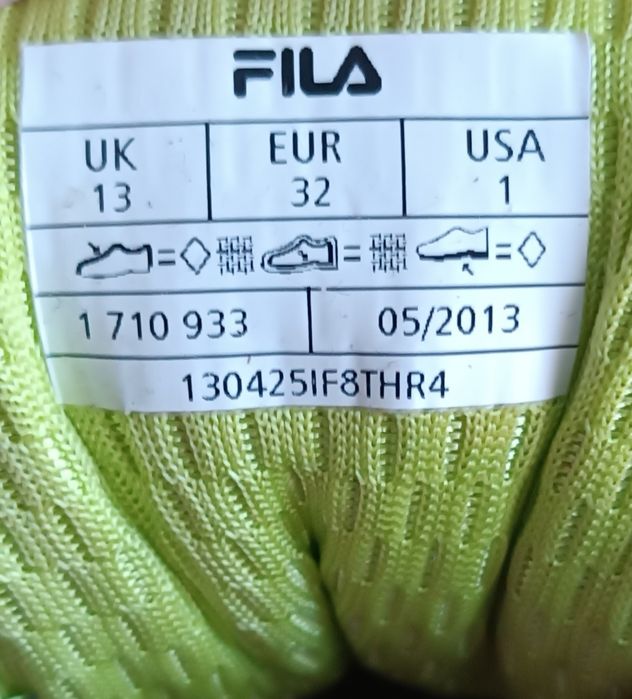 FILA
UK EUR USA
13 32 1
1 710 933 05/2013
130425IF8THR4